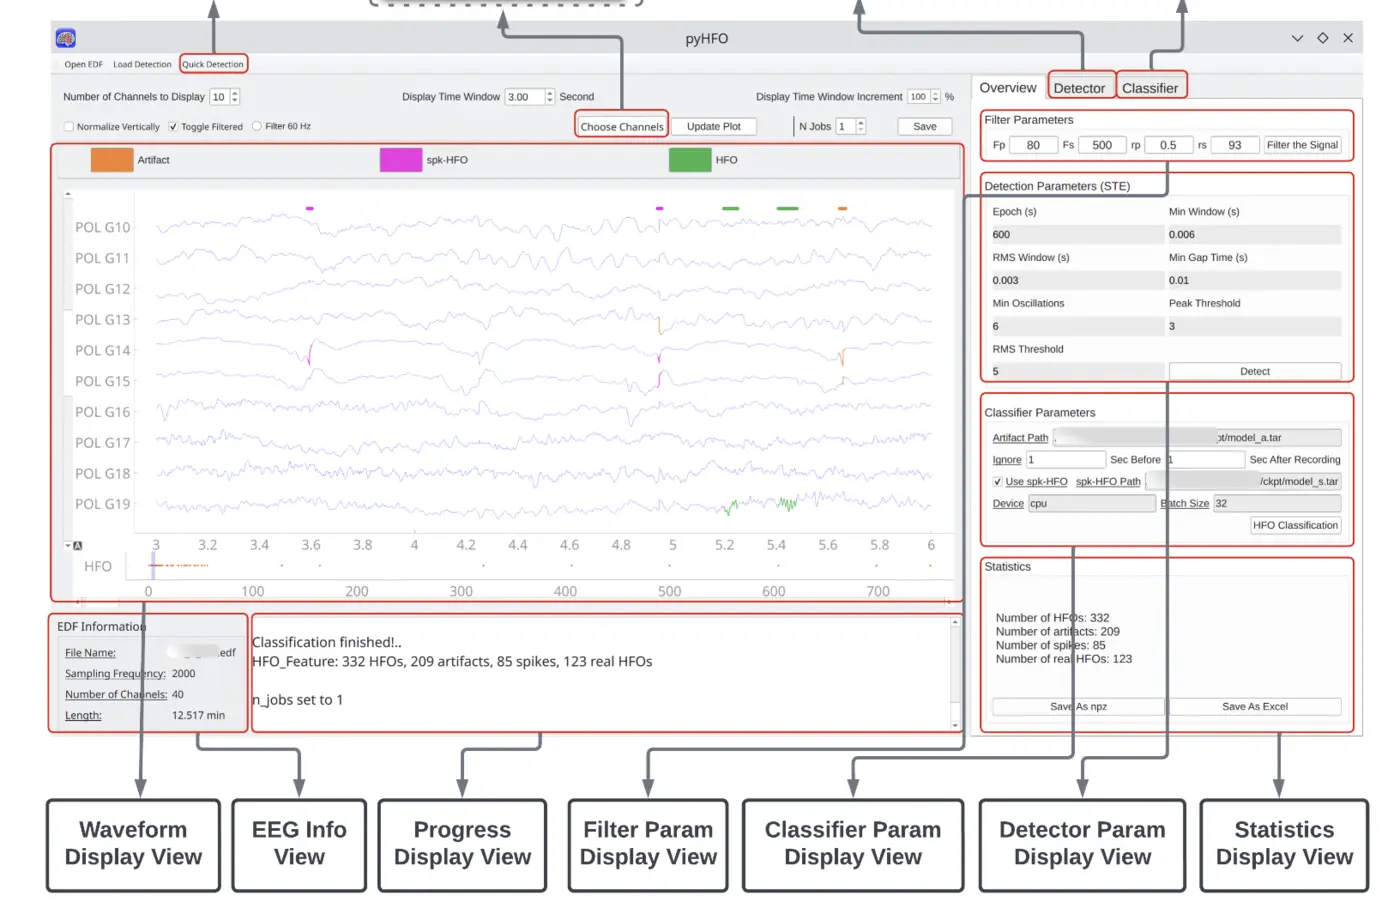 pyHFO
Open EDF Load Detection Quick Detection
Number of Channels to Display 10 Display Time Window 3.00 Second Display Time Window Increment 100 %
Normalize Vertically Toggle Filtered Filter 60 Hz Choose Channels Update Plot N Jobs 1 Save
Artifact spk-HFO HFO
POL G10
POL G11
POL G12
POL G13
POL G14
POL G15
POL G16
POL G17
POL G18
POL G19
A 3 3.2 3.4 3.6 3.8 4 4.2 4.4 4.6 4.8 5 5.2 5.4 5.6 5.8 6
HFO
0 100 200 300 400 500 600 700
Overview Detector Classifier
Filter Parameters
Fp 80 Fs 500 rp 0.5 rs 93 Filter the Signal
Detection Parameters (STE)
Epoch (s) Min Window (s)
600 0.006
RMS Window (s) Min Gap Time (s)
0.003 0.01
Min Oscillations Peak Threshold
6 3
RMS Threshold
5 Detect
Classifier Parameters
Artifact Path pt/model_a.tar
Ignore 1 Sec Before 1 Sec After Recording
Use spk-HFO spk-HFO Path /ckpt/model_s.tar
Device cpu Batch Size 32
HFO Classification
Statistics
Number of HFOs: 332
Number of artifacts: 209
Number of spikes: 85
Number of real HFOs: 123
Save As npz Save As Excel
EDF Information
File Name: .edf
Sampling Frequency: 2000
Number of Channels: 40
Length: 12.517 min
Classification finished!..
HFO_Feature: 332 HFOs, 209 artifacts, 85 spikes, 123 real HFOs
n_jobs set to 1
Waveform
Display View
EEG Info
View
Progress
Display View
Filter Param
Display View
Classifier Param
Display View
Detector Param
Display View
Statistics
Display View